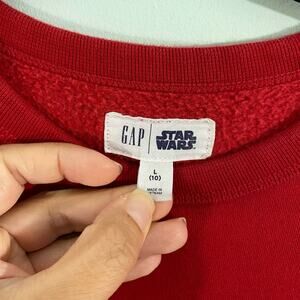 GAP
STAR
WARS
L
(10)
MADE IN
VIETNAM